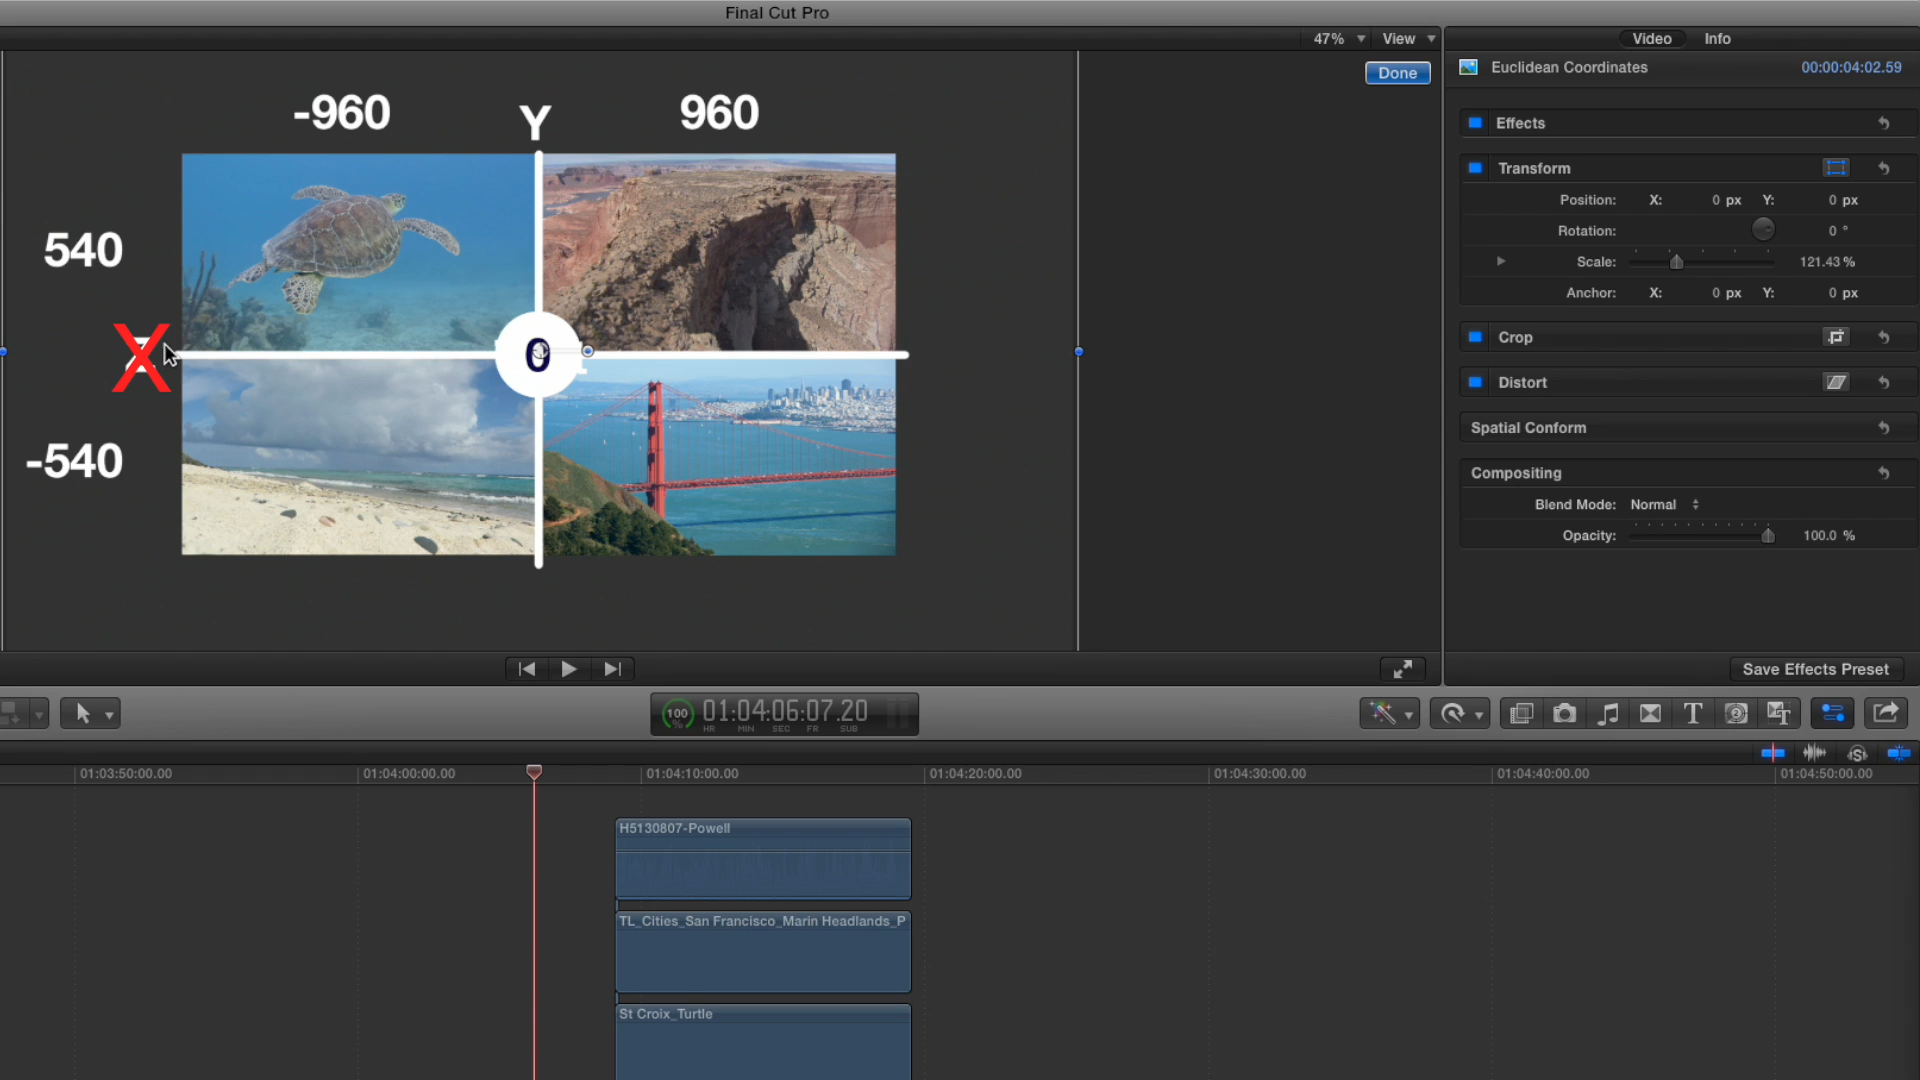 Final Cut Pro
47% View
Video Info
Done
Euclidean Coordinates 00:00:04:02.59
-960 Y 960
Effects
Transform
Position: X: 0 px Y: 0 px
Rotation: 0 °
540
Scale: 121.43 %
Anchor: X: 0 px Y: 0 px
X
0
Crop
Distort
Spatial Conform
-540
Compositing
Blend Mode: Normal
Opacity: 100.0 %
Save Effects Preset
100 % 01:04:06:07.20
HR MIN SEC FR SUB
01:03:50:00.00 01:04:00:00.00 01:04:10:00.00 01:04:20:00.00 01:04:30:00.00 01:04:40:00.00 01:04:50:00.00
H5130807-Powell
TL_Cities_San Francisco_Marin Headlands_P
St Croix_Turtle